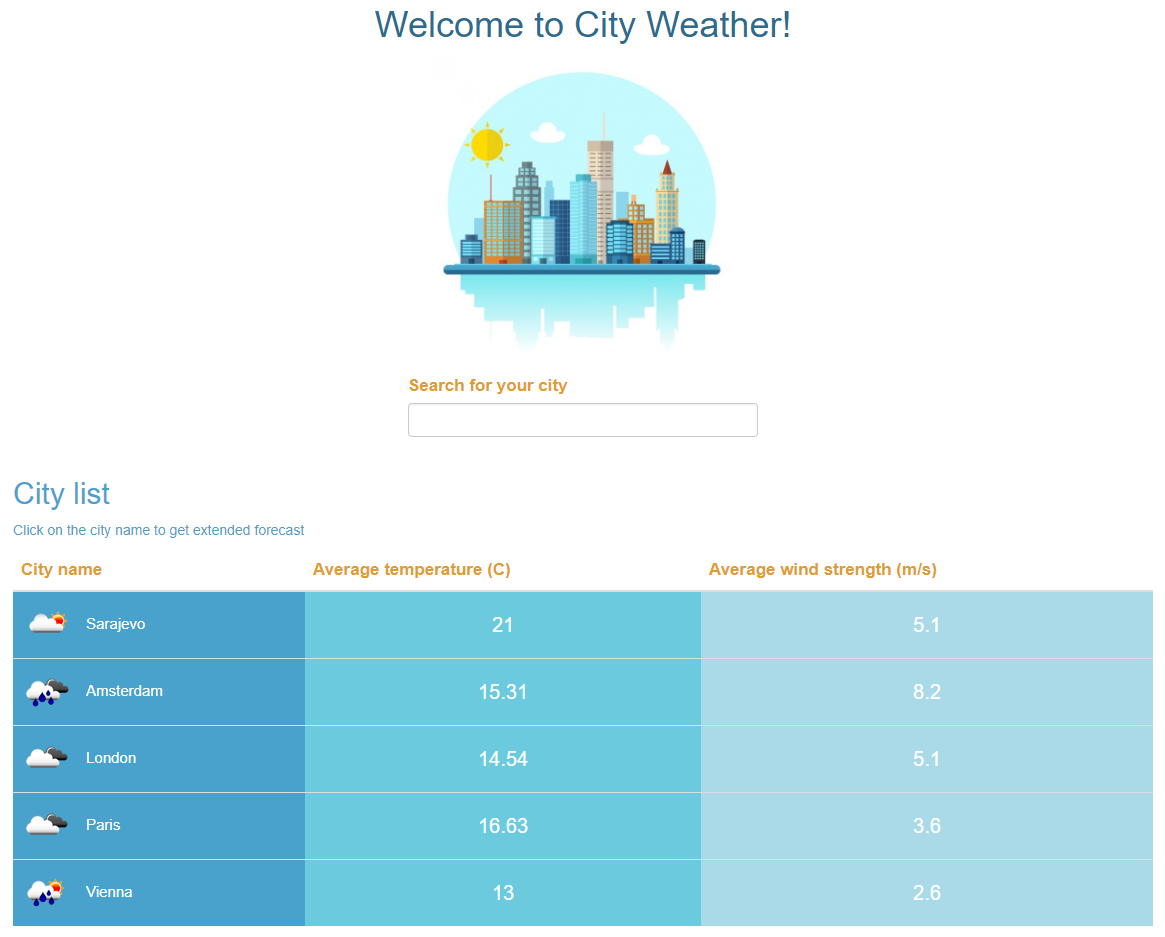 Welcome to City Weather!
Search for your city
City list
Click on the city name to get extended forecast
City name Average temperature (C) Average wind strength (m/s)
Sarajevo 21 5.1
Amsterdam 15.31 8.2
London 14.54 5.1
Paris 16.63 3.6
Vienna 13 2.6